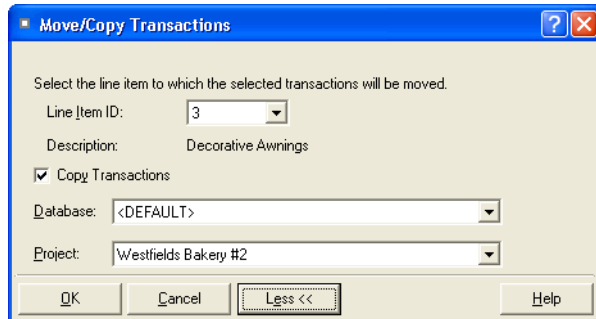 Move/Copy Transactions
Select the line item to which the selected transactions will be moved.
Line Item ID: 3
Description: Decorative Awnings
Copy Transactions
Database: <DEFAULT>
Project: Westfields Bakery #2
OK Cancel Less << Help